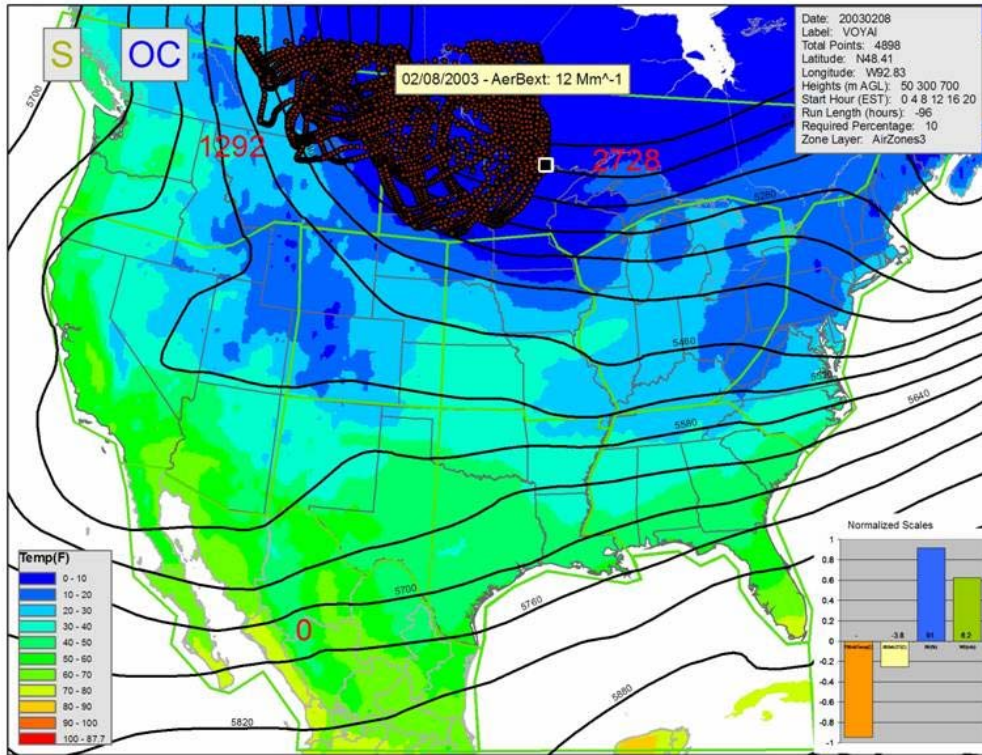 S
OC
Date: 20030208
Label: VOYAI
Total Points: 4898
Latitude: N48.41
Longitude: W92.83
Heights (m AGL): 50 300 700
Start Hour (EST): 0 4 8 12 16 20
Run Length (hours): -96
Required Percentage: 10
Zone Layer: AirZones3
02/08/2003 - AerBext: 12 Mm^-1
5700
1292
2728
5280
5460
5640
5580
5700
5760
0
5880
5820
Temp(F)
0 - 10
10 - 20
20 - 30
30 - 40
40 - 50
50 - 60
60 - 70
70 - 80
80 - 90
90 - 100
100 - 87.7
Normalized Scales
1
0.8
0.6
0.4
0.2
0
-0.2
-0.4
-0.6
-0.8
-1
-
-3.8
91
6.2